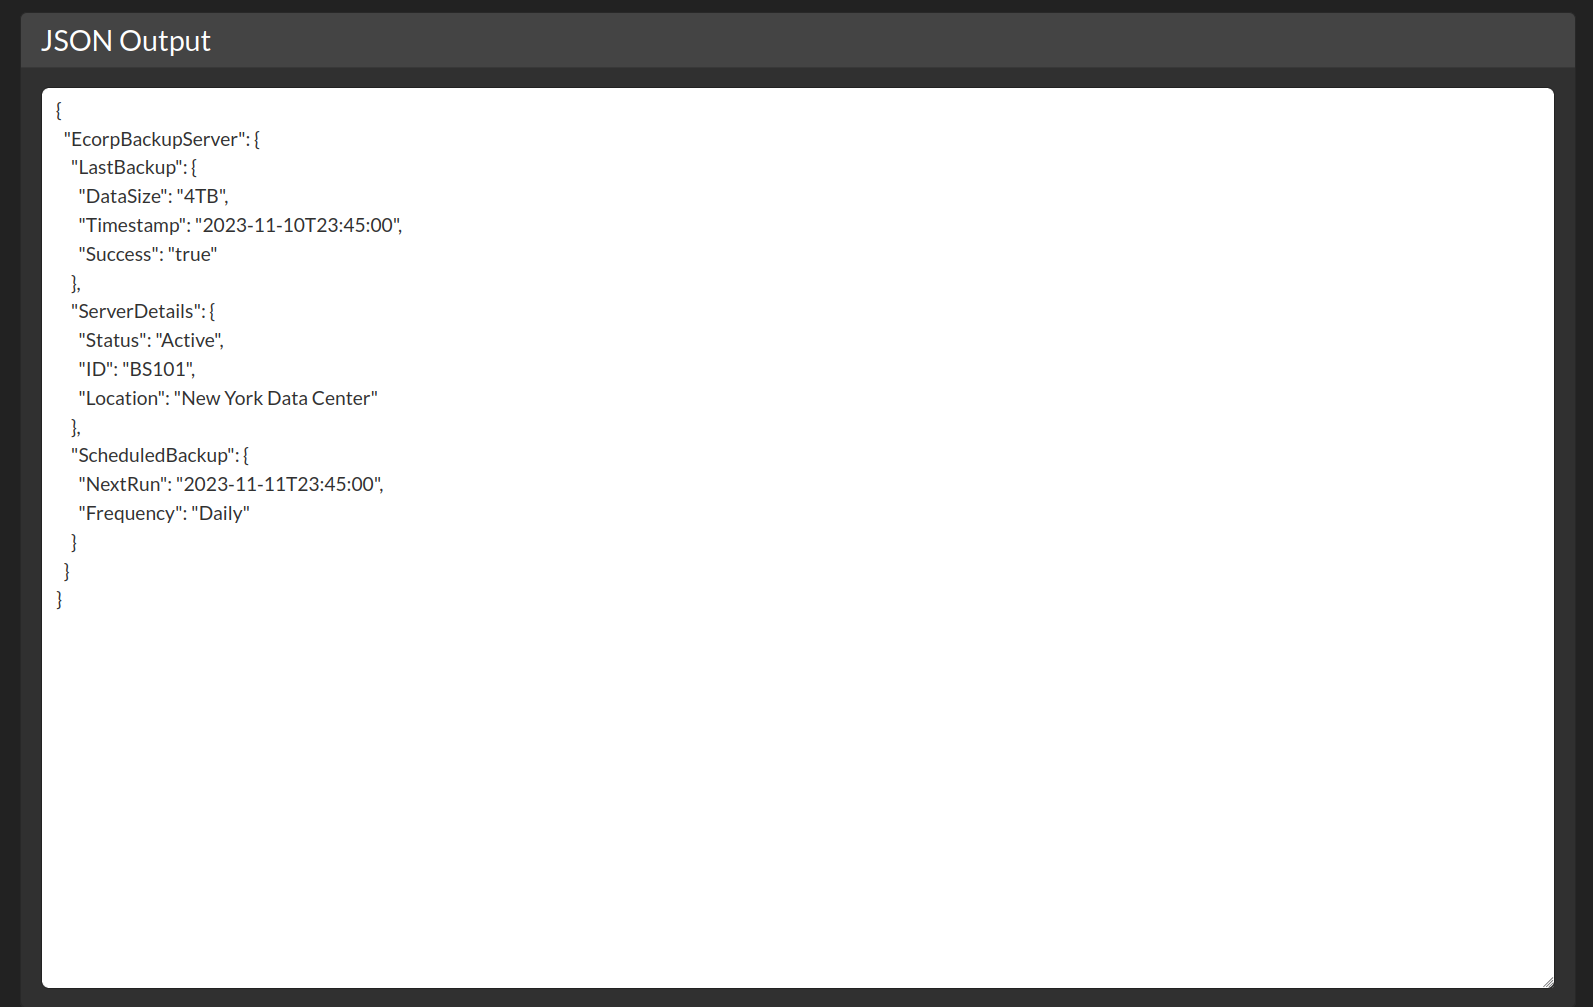 JSON Output
{
  "EcorpBackupServer": {
    "LastBackup": {
      "DataSize": "4TB",
      "Timestamp": "2023-11-10T23:45:00",
      "Success": "true"
    },
    "ServerDetails": {
      "Status": "Active",
      "ID": "BS101",
      "Location": "New York Data Center"
    },
    "ScheduledBackup": {
      "NextRun": "2023-11-11T23:45:00",
      "Frequency": "Daily"
    }
  }
}